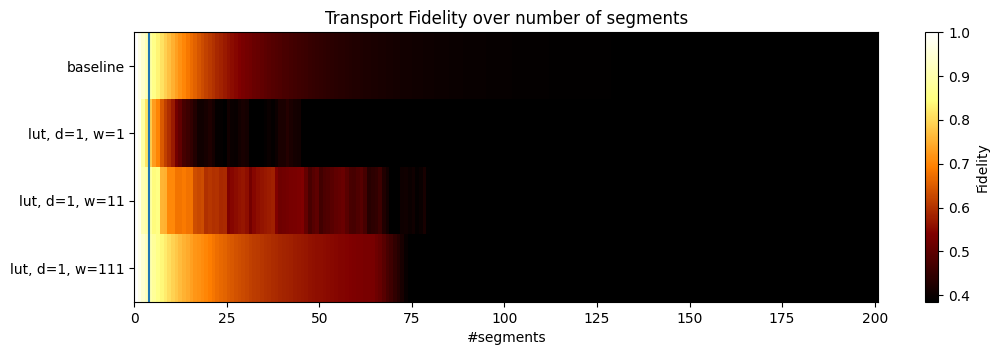 Transport Fidelity over number of segments
baseline
lut, d=1, w=1
lut, d=1, w=11
lut, d=1, w=111
0 25 50 75 100 125 150 175 200
#segments
1.0
0.9
0.8
0.7
0.6
0.5
0.4
Fidelity